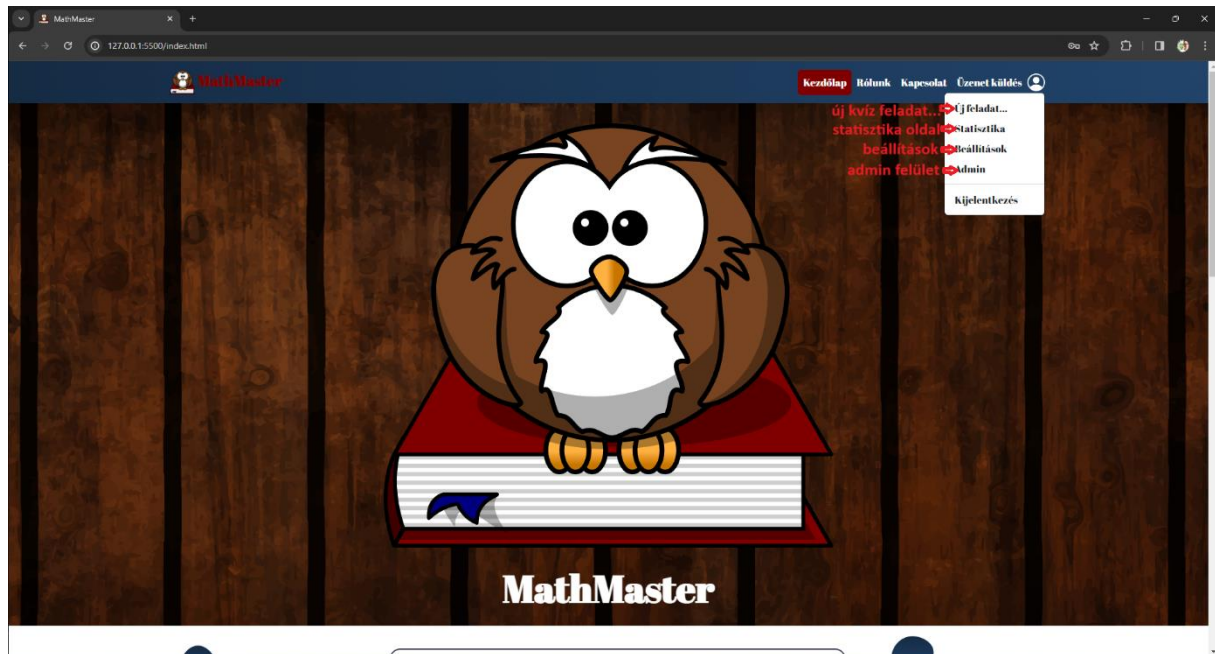 MathMaster
127.0.0.1:5500/index.html
MathMaster
Kezdőlap Rólunk Kapcsolat Üzenet küldés
új kvíz feladat... Új feladat...
statisztika oldal Statisztika
beállítások Beállítások
admin felület Admin
Kijelentkezés
MathMaster